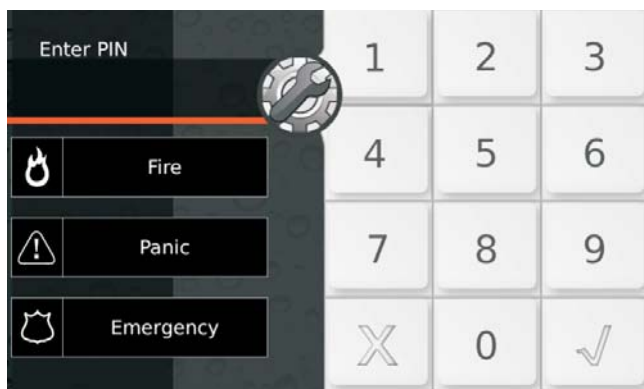 Enter PIN
1 2 3
Fire
4 5 6
Panic
7 8 9
Emergency
X 0 √